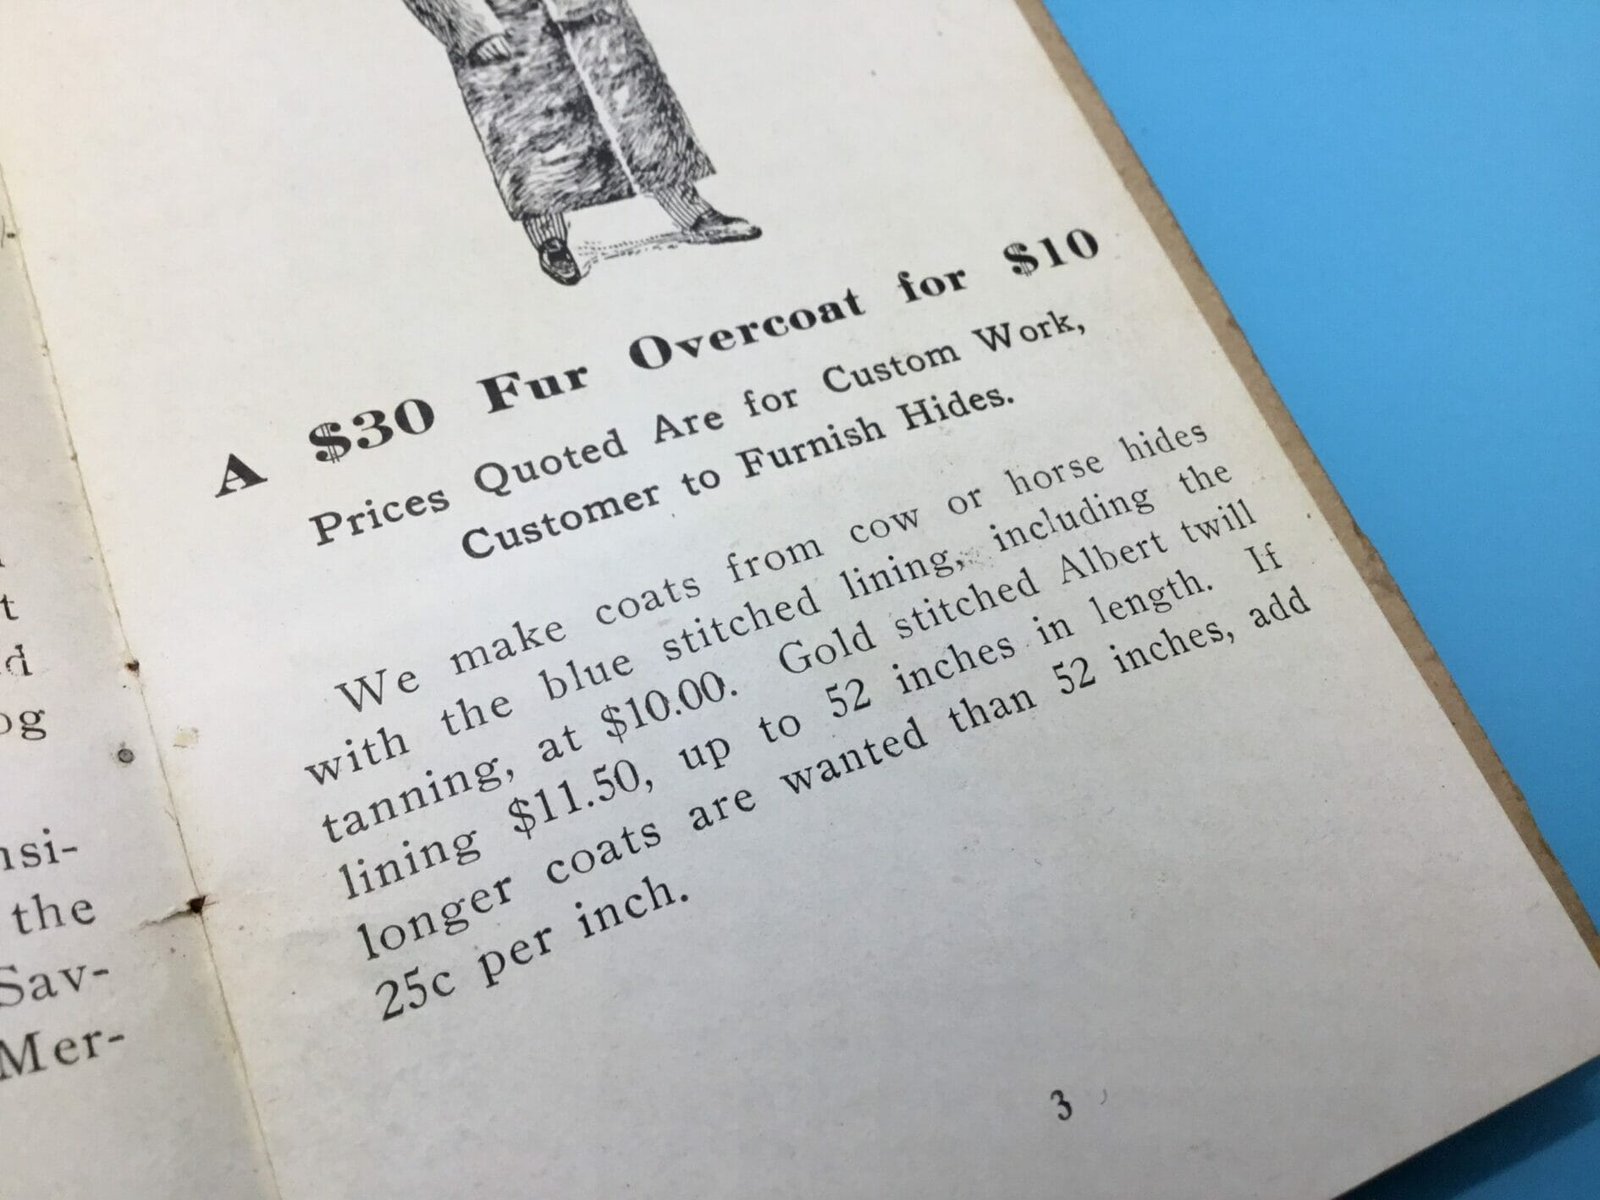 t
d
og
nsi-
the
Sav-
Mer-
A $30 Fur Overcoat for $10
Prices Quoted Are for Custom Work,
Customer to Furnish Hides.
We make coats from cow or horse hides
with the blue stitched lining, including the
tanning, at $10.00. Gold stitched Albert twill
lining $11.50, up to 52 inches in length. If
longer coats are wanted than 52 inches, add
25c per inch.
3